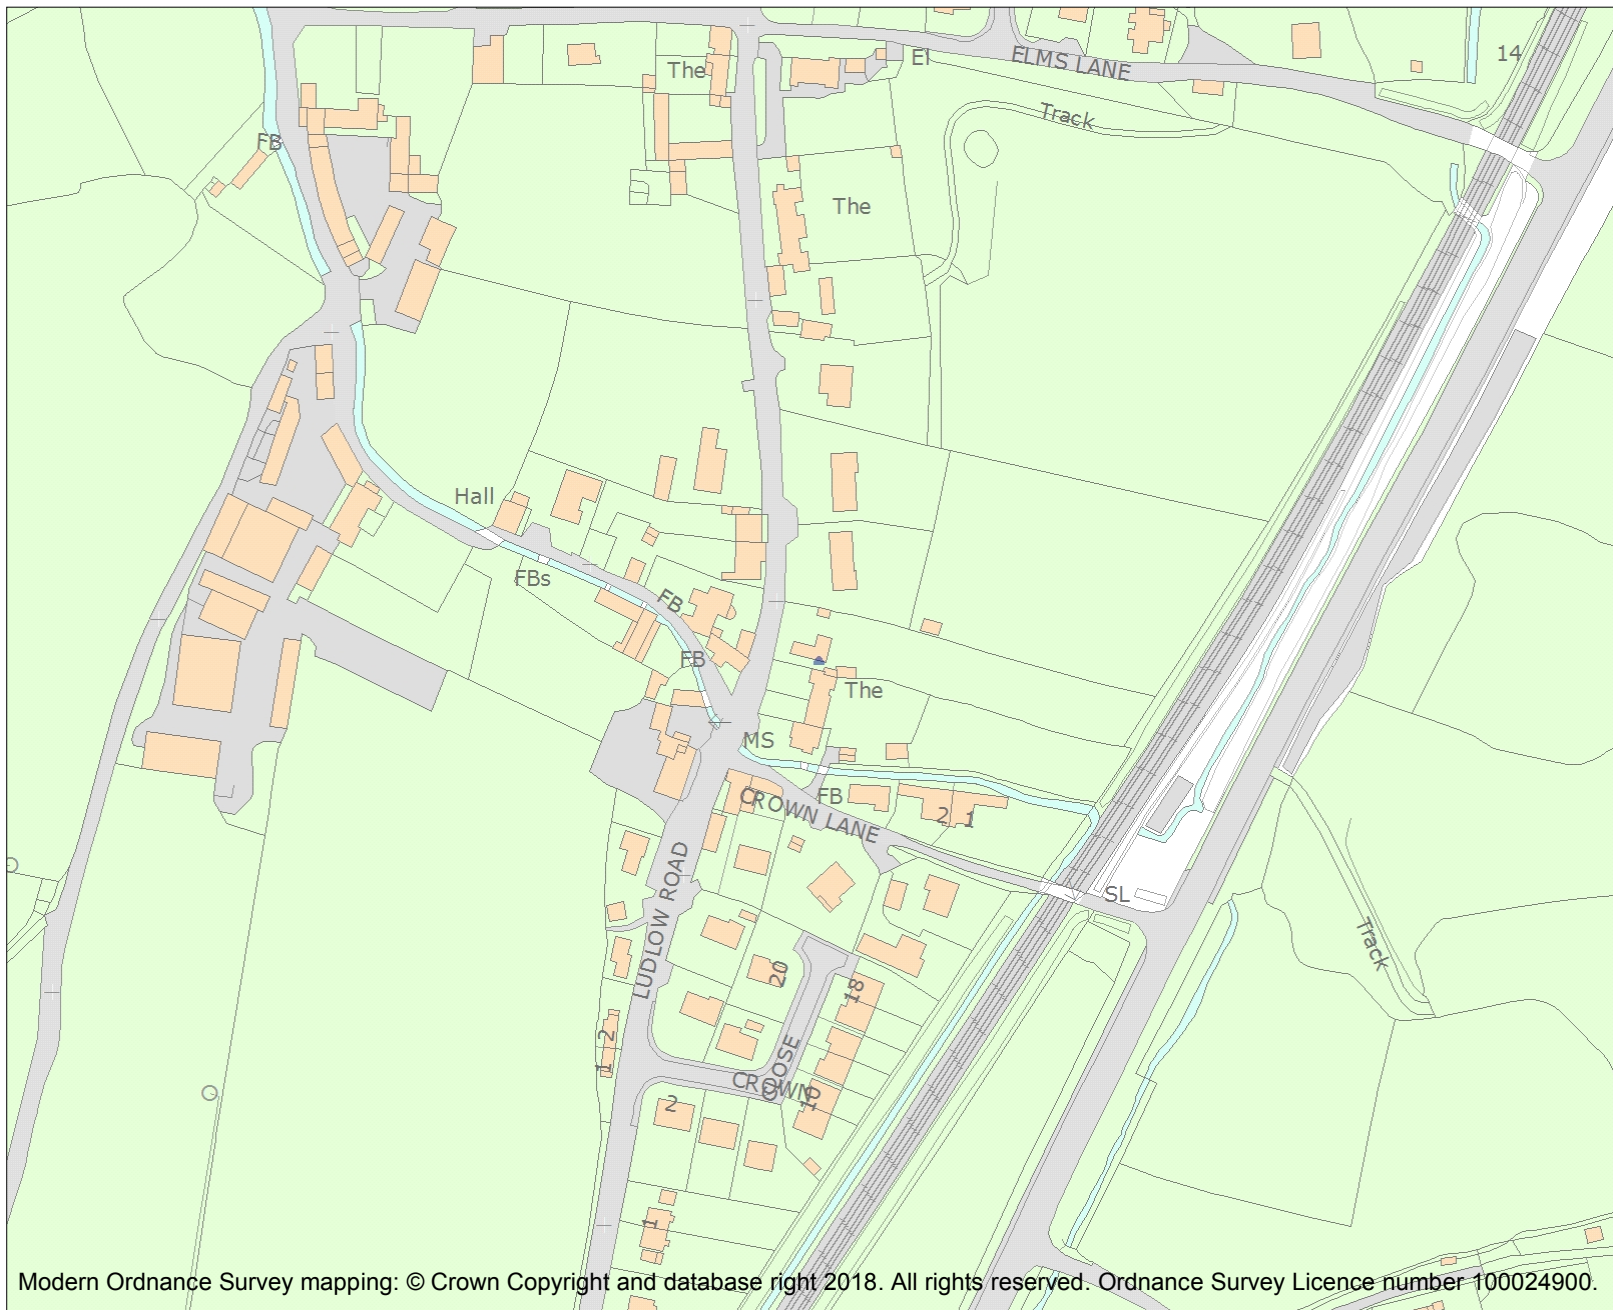 14
El
ELMS LANE
The
Track
FB
The
Hall
FBs
FB
FB
The
MS
CROWN LANE
FB
2
1
SL
LUDLOW ROAD
Track
20
18
2
1
GOOSE
CROWN
10
2
1
Modern Ordnance Survey mapping: © Crown Copyright and database right 2018. All rights reserved. Ordnance Survey Licence number 100024900.